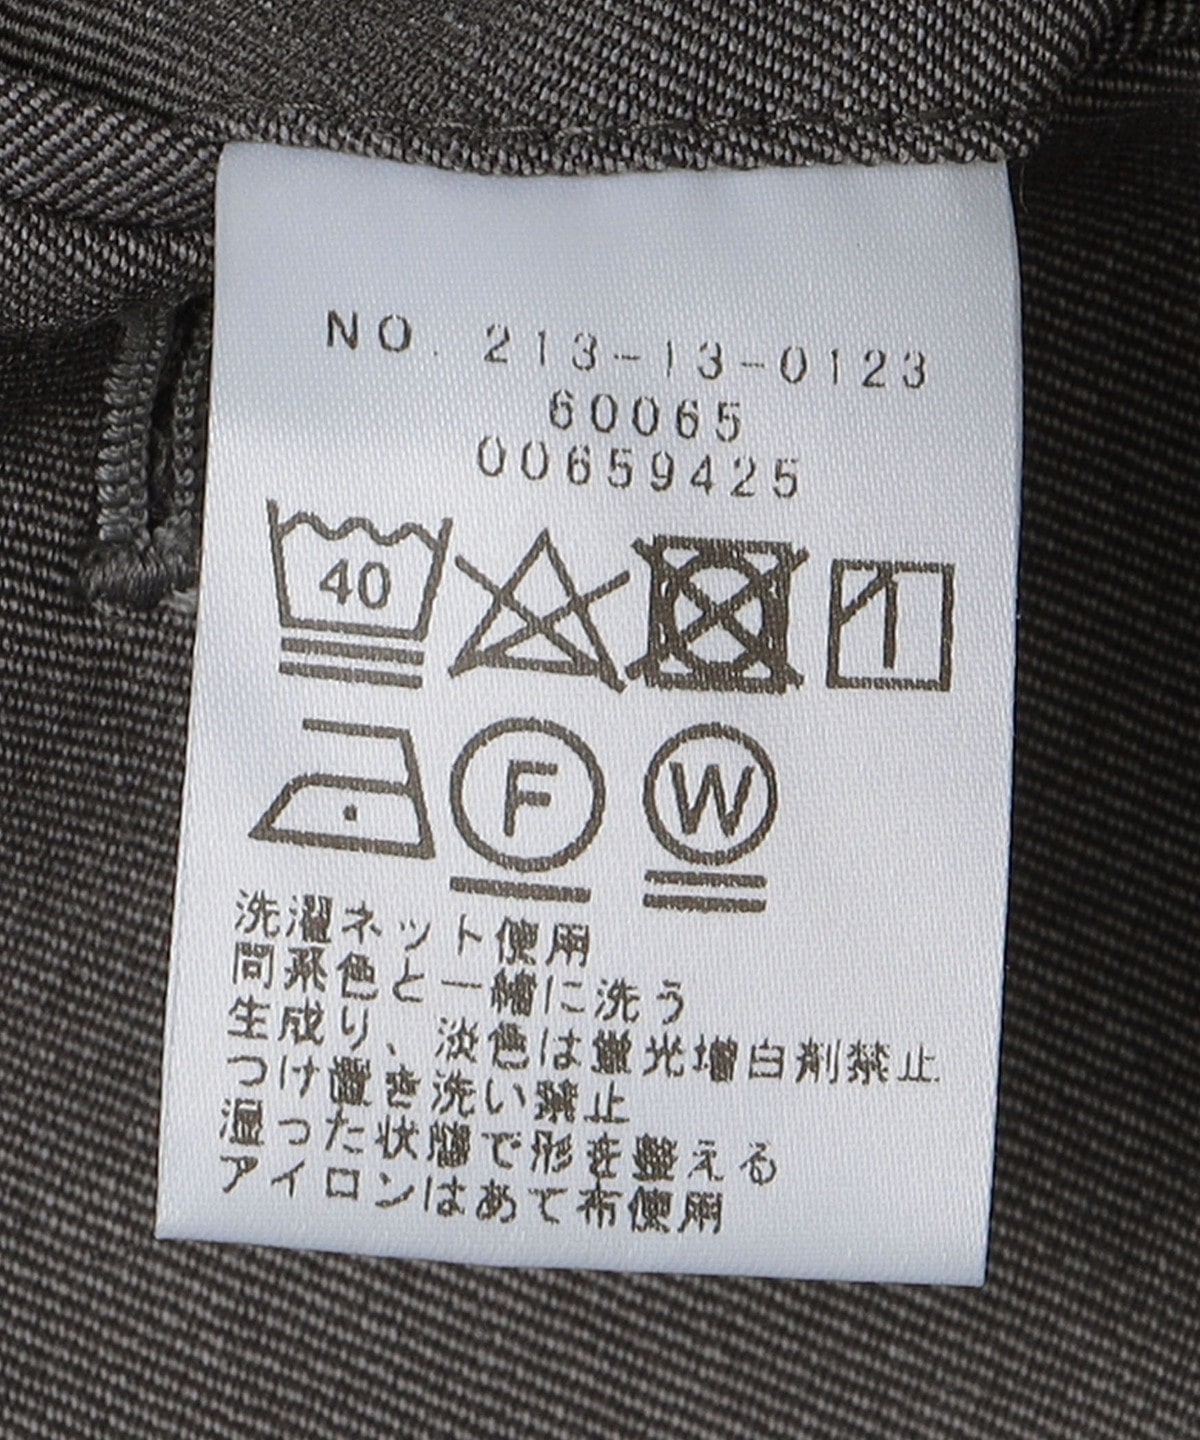 NO. 213-13-0123
60065
00659425
40
F W
洗濯ネット使用
同系色と一緒に洗う
生成り、淡色は蛍光増白剤禁止
つけ置き洗い禁止
湿った状態で形を整える
アイロンはあて布使用